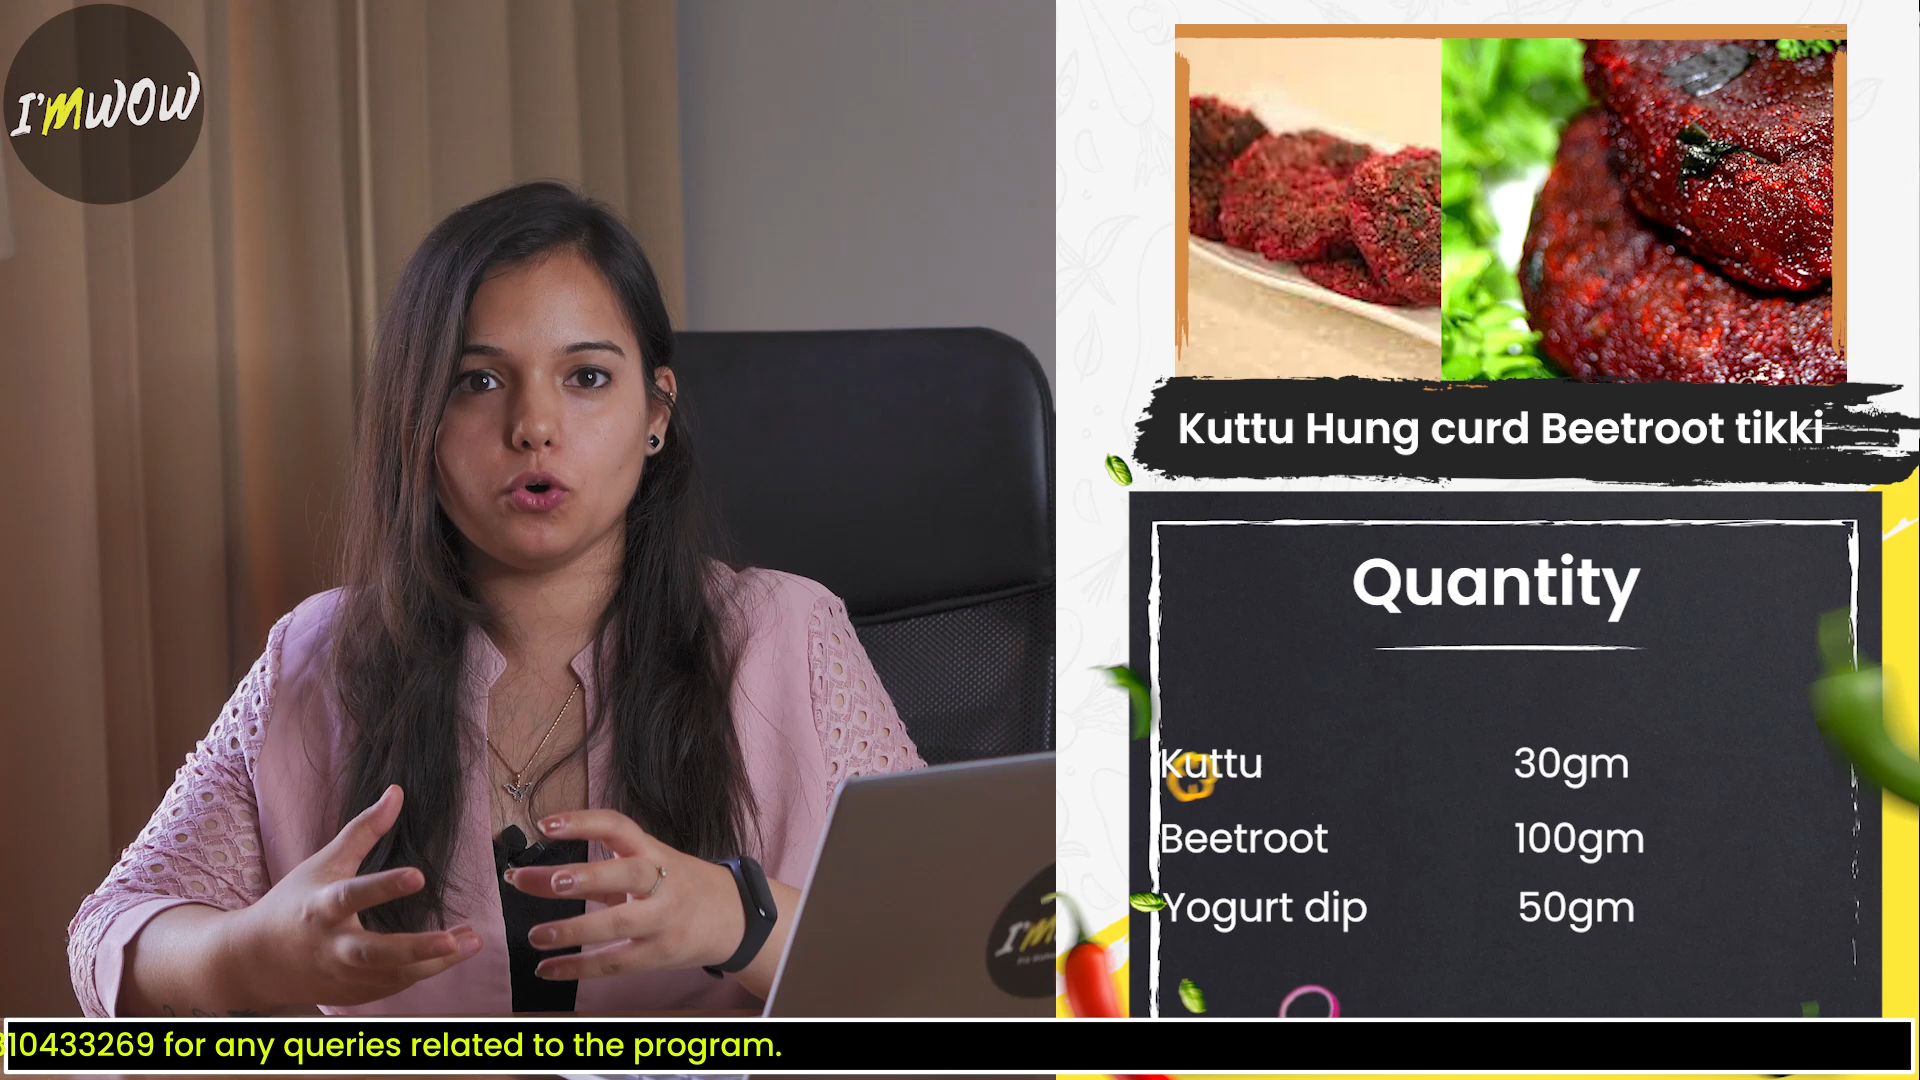 I'MWOW
Kuttu Hung curd Beetroot tikki
Quantity
Kuttu 30gm
Beetroot 100gm
Yogurt dip 50gm
I'M
10433269 for any queries related to the program.